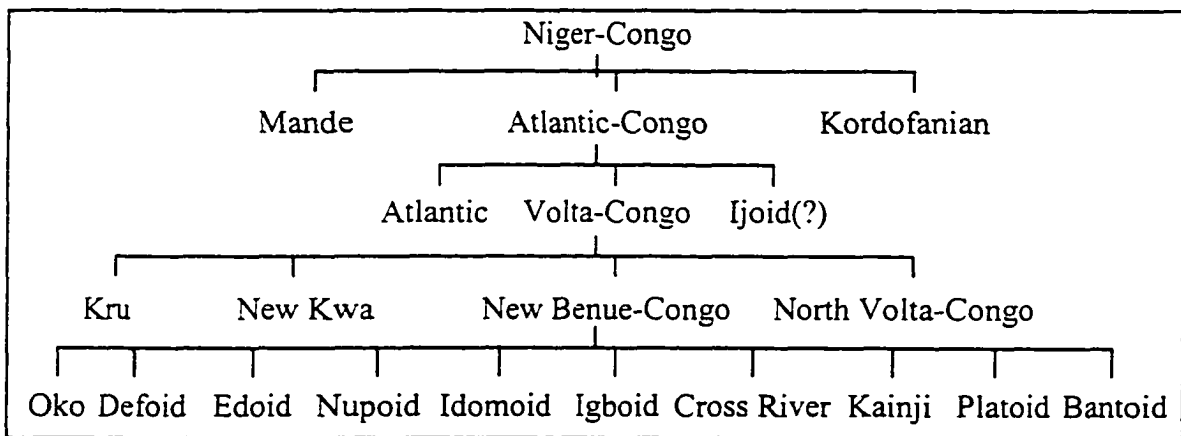 Niger-Congo
Mande Atlantic-Congo Kordofanian
Atlantic Volta-Congo Ijoid(?)
Kru New Kwa New Benue-Congo North Volta-Congo
Oko Defoid Edoid Nupoid Idomoid Igboid Cross River Kainji Platoid Bantoid